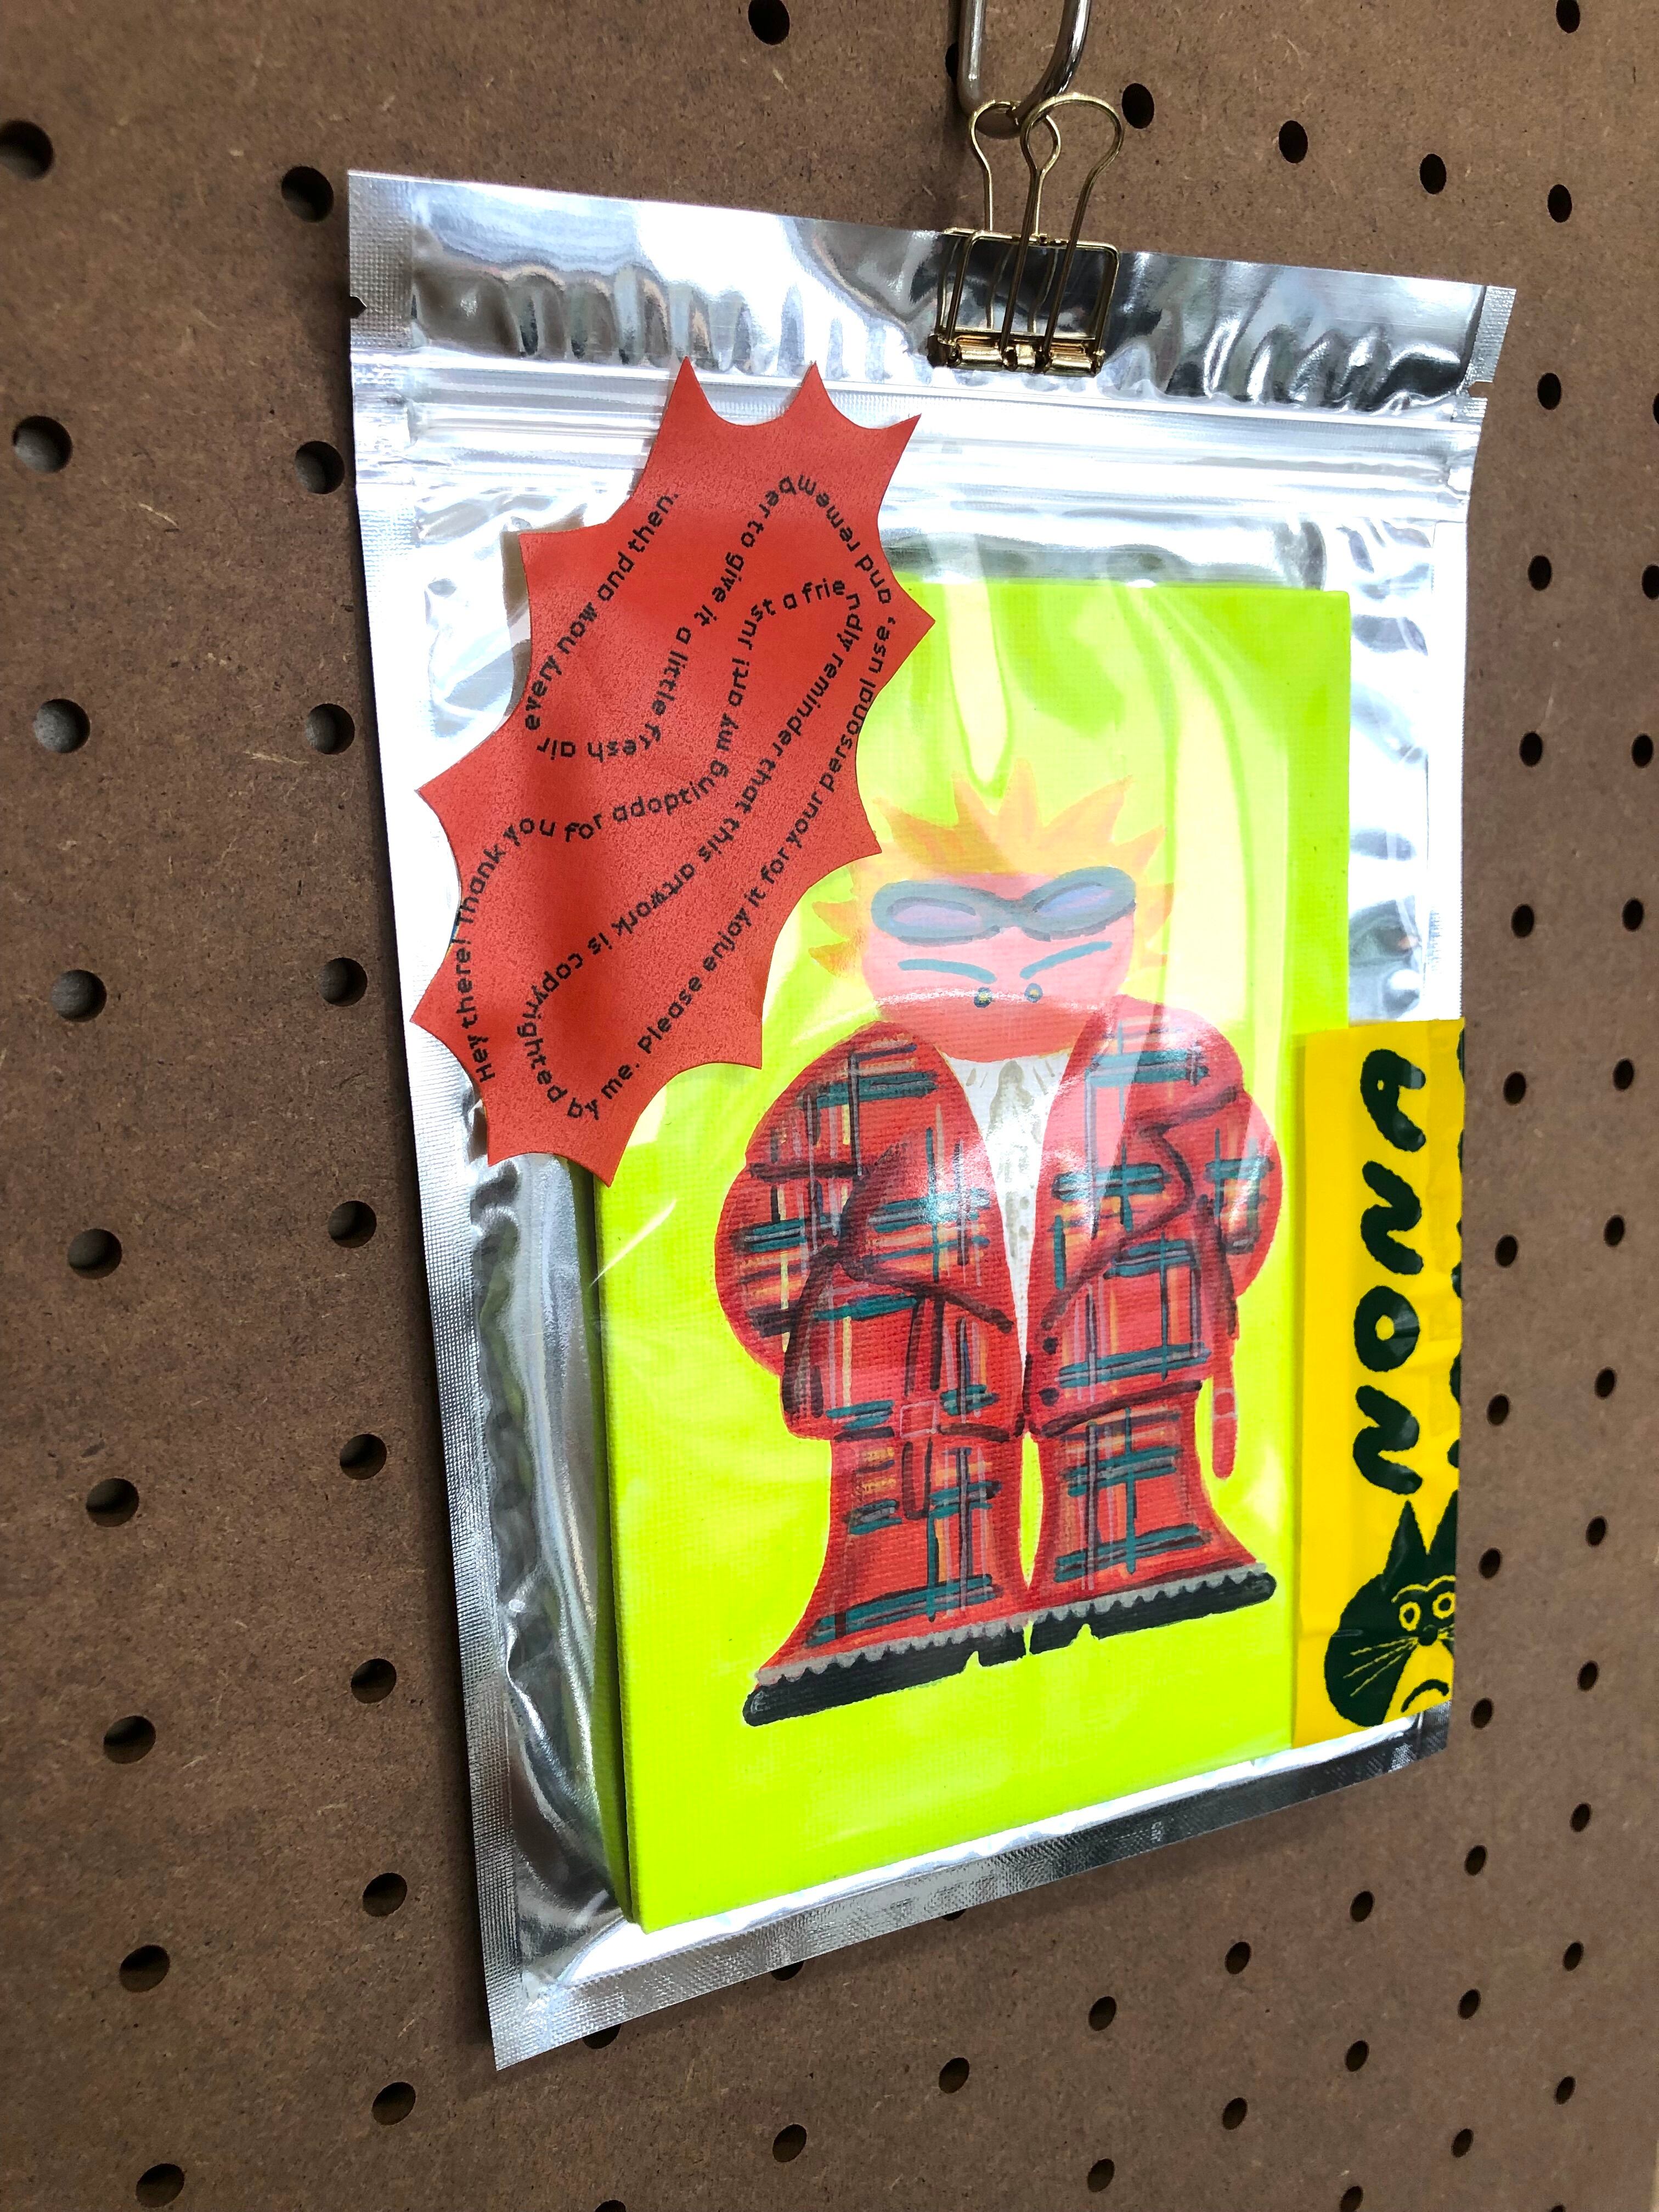 Hey there! Thank you for adopting my art! Just a friendly reminder that this artwork is copyrighted by me. Please enjoy it for your personal use, and remember to give it a little fresh air every now and then.
NONA